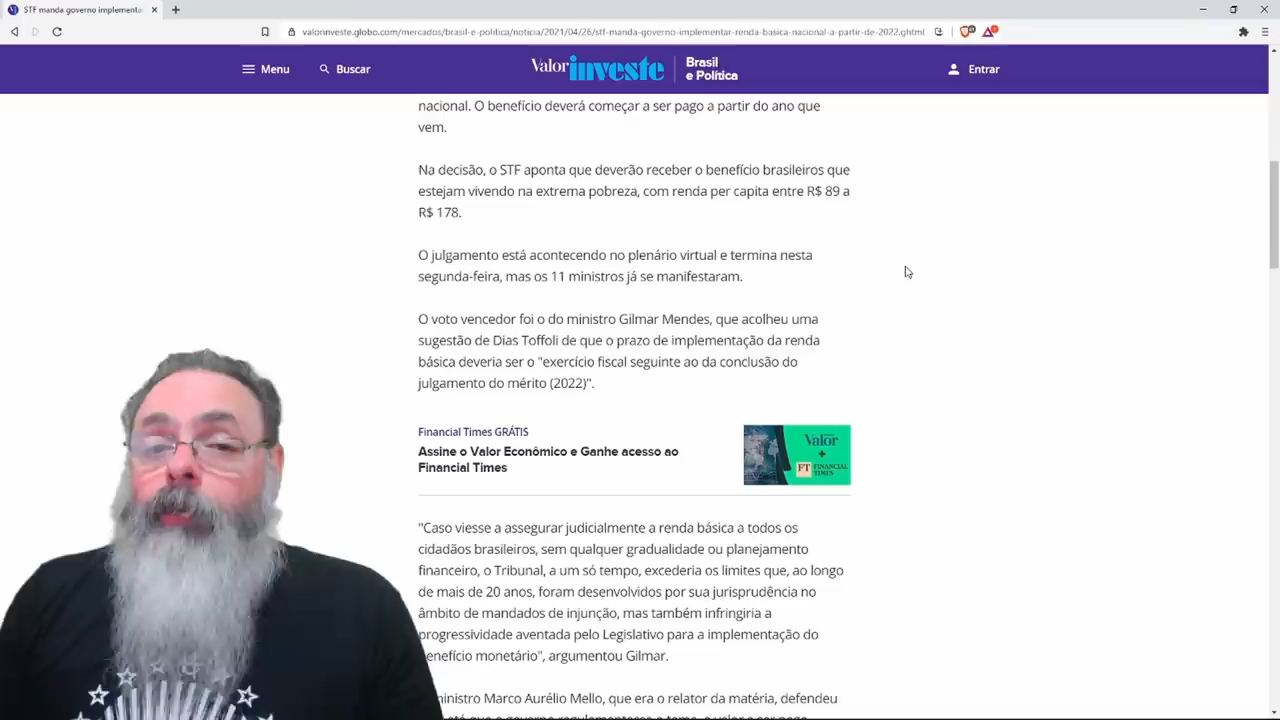 STF manda governo implementar
valorinveste.globo.com/mercados/brasil-e-politica/noticia/2021/04/26/stf-manda-governo-implementar-renda-basica-nacional-a-partir-de-2022.ghtml
Menu
Buscar
Valor investe
Brasil
e Política
Entrar
nacional. O benefício deverá começar a ser pago a partir do ano que
vem.
Na decisão, o STF aponta que deverão receber o benefício brasileiros que
estejam vivendo na extrema pobreza, com renda per capita entre R$ 89 a
R$ 178.
O julgamento está acontecendo no plenário virtual e termina nesta
segunda-feira, mas os 11 ministros já se manifestaram.
O voto vencedor foi o do ministro Gilmar Mendes, que acolheu uma
sugestão de Dias Toffoli de que o prazo de implementação da renda
básica deveria ser o "exercício fiscal seguinte ao da conclusão do
julgamento do mérito (2022)".
Financial Times GRÁTIS
Assine o Valor Econômico e Ganhe acesso ao
Financial Times
Valor
+
FT FINANCIAL
TIMES
"Caso viesse a assegurar judicialmente a renda básica a todos os
cidadãos brasileiros, sem qualquer gradualidade ou planejamento
financeiro, o Tribunal, a um só tempo, excederia os limites que, ao longo
de mais de 20 anos, foram desenvolvidos por sua jurisprudência no
âmbito de mandados de injunção, mas também infringiria a
progressividade aventada pelo Legislativo para a implementação do
benefício monetário", argumentou Gilmar.
ministro Marco Aurélio Mello, que era o relator da matéria, defendeu